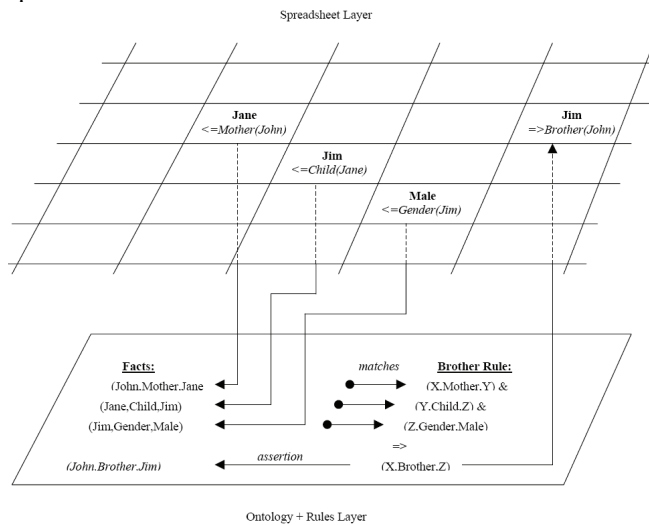 Spreadsheet Layer
Jane
<=Mother(John)
Jim
=>Brother(John)
Jim
<=Child(Jane)
Male
<=Gender(Jim)
Facts:
matches
Brother Rule:
(John,Mother,Jane
(X,Mother,Y) &
(Jane,Child,Jim)
(Y,Child,Z) &
(Jim,Gender,Male)
(Z,Gender,Male)
=>
(John,Brother,Jim)
assertion
(X,Brother,Z)
Ontology + Rules Layer